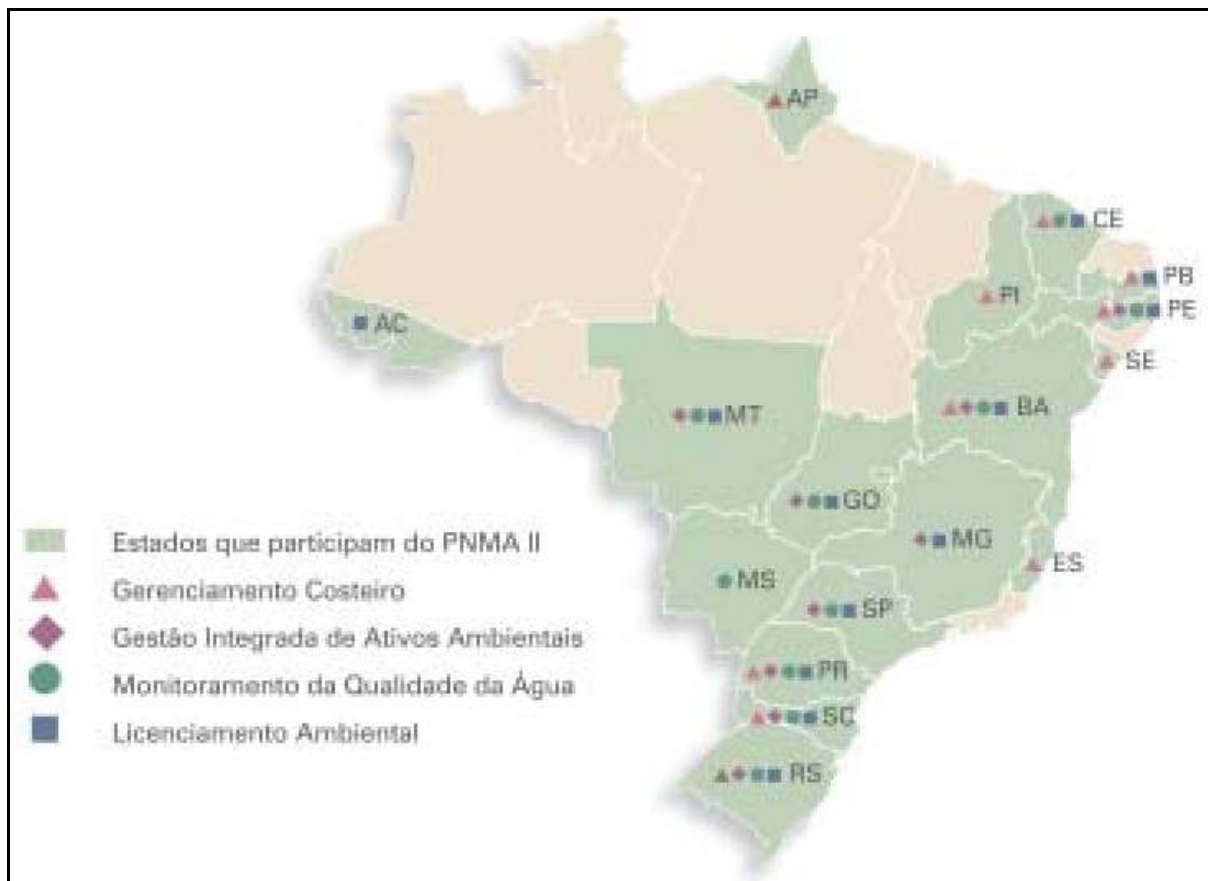 AP
CE
PB
PI
PE
AC
SE
MT
BA
GO
MG
ES
MS
SP
PR
SC
RS
Estados que participam do PNMA II
Gerenciamento Costeiro
Gestão Integrada de Ativos Ambientais
Monitoramento da Qualidade da Água
Licenciamento Ambiental